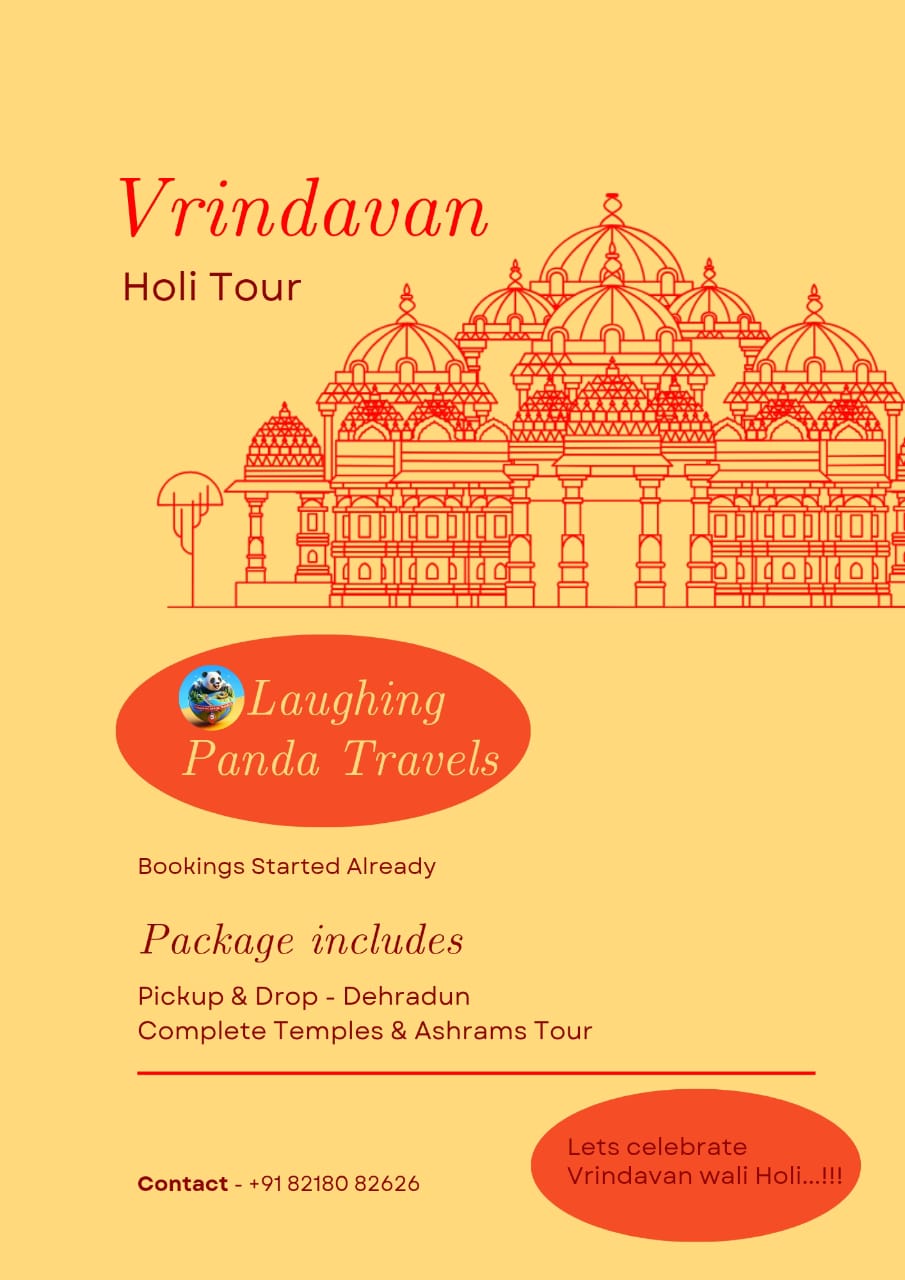 Vrindavan
Holi Tour
Laughing
Panda Travels
Bookings Started Already
Package includes
Pickup & Drop - Dehradun
Complete Temples & Ashrams Tour
Lets celebrate
Vrindavan wali Holi...!!!
Contact - +91 82180 82626